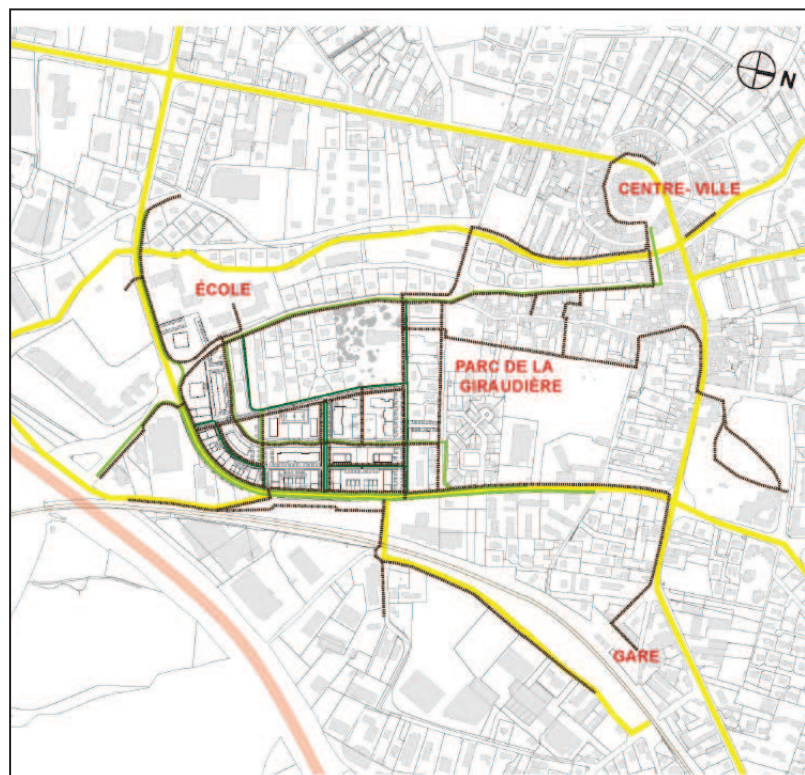 N
CENTRE- VILLE
ÉCOLE
PARC DE LA
GIRAUDIÈRE
GARE